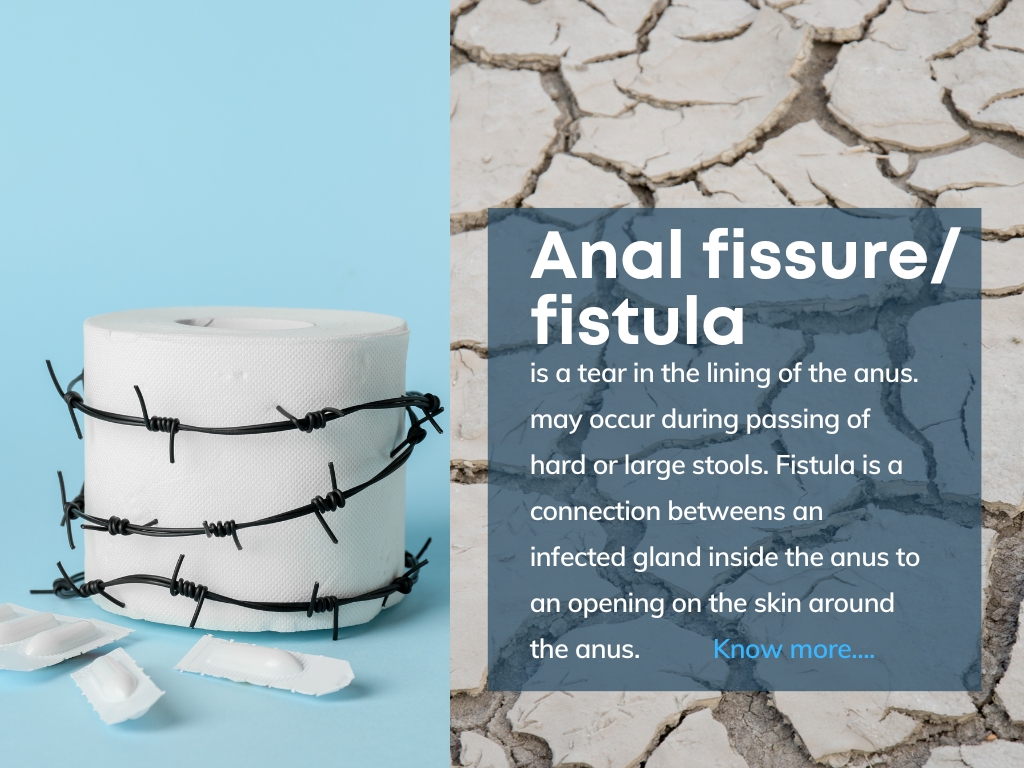 Anal fissure/
fistula
is a tear in the lining of the anus.
may occur during passing of
hard or large stools. Fistula is a
connection betweens an
infected gland inside the anus to
an opening on the skin around
the anus. Know more....